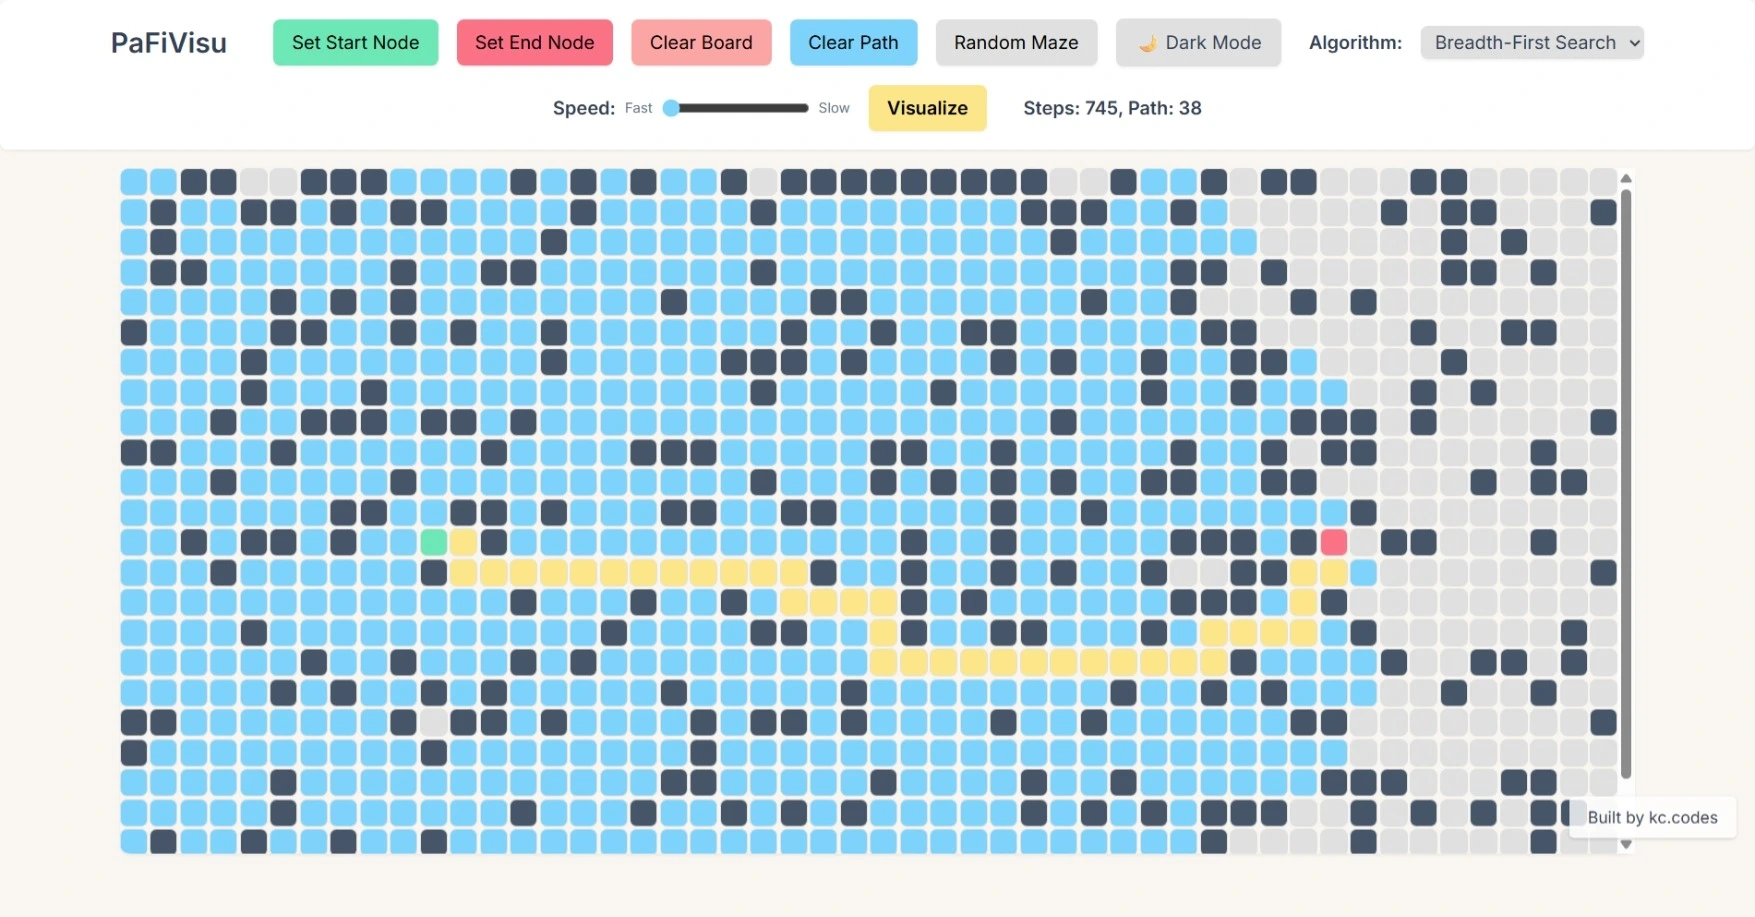 PaFiVisu
Set Start Node
Set End Node
Clear Board
Clear Path
Random Maze
🌙 Dark Mode
Algorithm:
Breadth-First Search
Speed:
Fast
Slow
Visualize
Steps: 745, Path: 38
Built by kc.codes